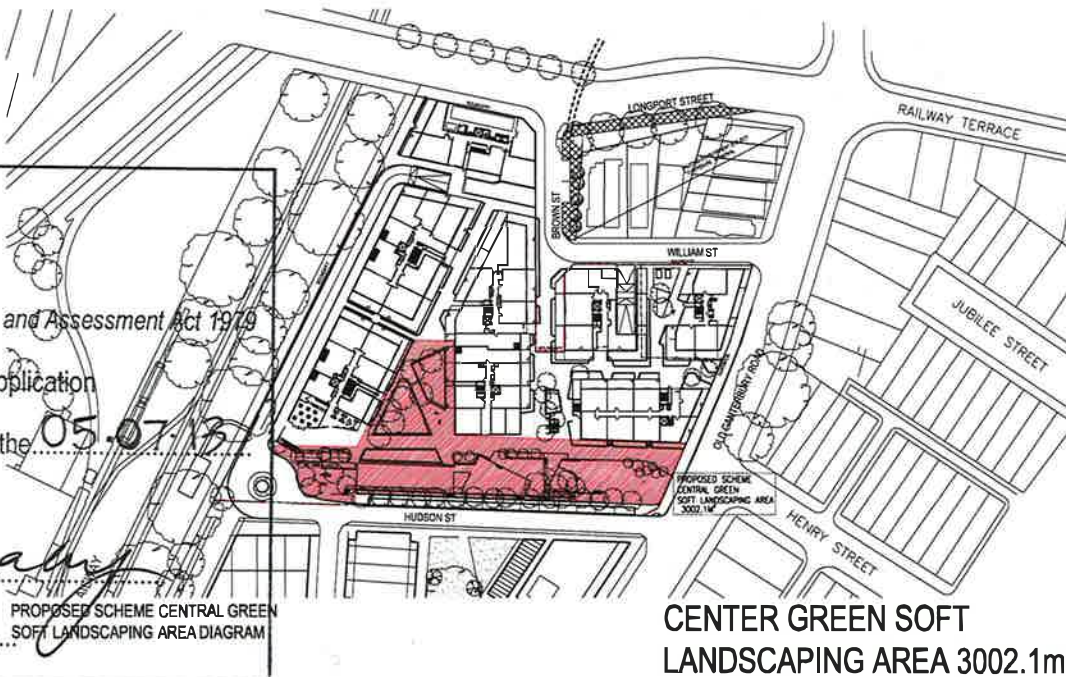 LONGPORT STREET
RAILWAY TERRACE
BROWN ST
WILLIAM ST
JUBILEE STREET
and Assessment Act 1979
pplication
the 05.07.13
OLD CANTERBURY ROAD
PROPOSED SCHEME
CENTRAL GREEN
SOFT LANDSCAPING AREA
3002.1M
HENRY STREET
HUDSON ST
PROPOSED SCHEME CENTRAL GREEN
SOFT LANDSCAPING AREA DIAGRAM
CENTER GREEN SOFT
LANDSCAPING AREA 3002.1m